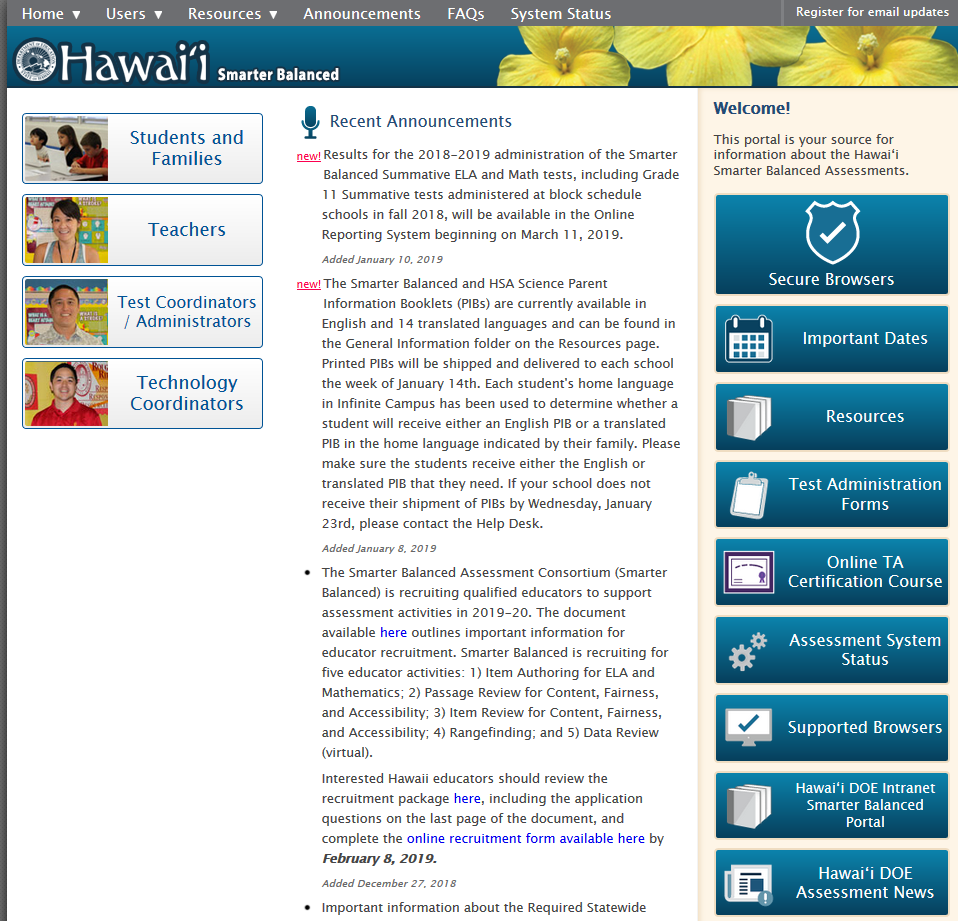 Home ▼ Users ▼ Resources ▼ Announcements FAQs System Status
Register for email updates
Hawaiʻi Smarter Balanced
Students and
Families
Teachers
Test Coordinators
/ Administrators
Technology
Coordinators
Recent Announcements
new! Results for the 2018-2019 administration of the Smarter
Balanced Summative ELA and Math tests, including Grade
11 Summative tests administered at block schedule
schools in fall 2018, will be available in the Online
Reporting System beginning on March 11, 2019.
Added January 10, 2019
new! The Smarter Balanced and HSA Science Parent
Information Booklets (PIBs) are currently available in
English and 14 translated languages and can be found in
the General Information folder on the Resources page.
Printed PIBs will be shipped and delivered to each school
the week of January 14th. Each student's home language
in Infinite Campus has been used to determine whether a
student will receive either an English PIB or a translated
PIB in the home language indicated by their family. Please
make sure the students receive either the English or
translated PIB that they need. If your school does not
receive their shipment of PIBs by Wednesday, January
23rd, please contact the Help Desk.
Added January 8, 2019
• The Smarter Balanced Assessment Consortium (Smarter
Balanced) is recruiting qualified educators to support
assessment activities in 2019-20. The document
available here outlines important information for
educator recruitment. Smarter Balanced is recruiting for
five educator activities: 1) Item Authoring for ELA and
Mathematics; 2) Passage Review for Content, Fairness,
and Accessibility; 3) Item Review for Content, Fairness,
and Accessibility; 4) Rangefinding; and 5) Data Review
(virtual).
Interested Hawaii educators should review the
recruitment package here, including the application
questions on the last page of the document, and
complete the online recruitment form available here by
February 8, 2019.
Added December 27, 2018
• Important information about the Required Statewide
Welcome!
This portal is your source for
information about the Hawaiʻi
Smarter Balanced Assessments.
Secure Browsers
Important Dates
Resources
Test Administration
Forms
Online TA
Certification Course
Assessment System
Status
Supported Browsers
Hawaiʻi DOE Intranet
Smarter Balanced
Portal
Hawaiʻi DOE
Assessment News